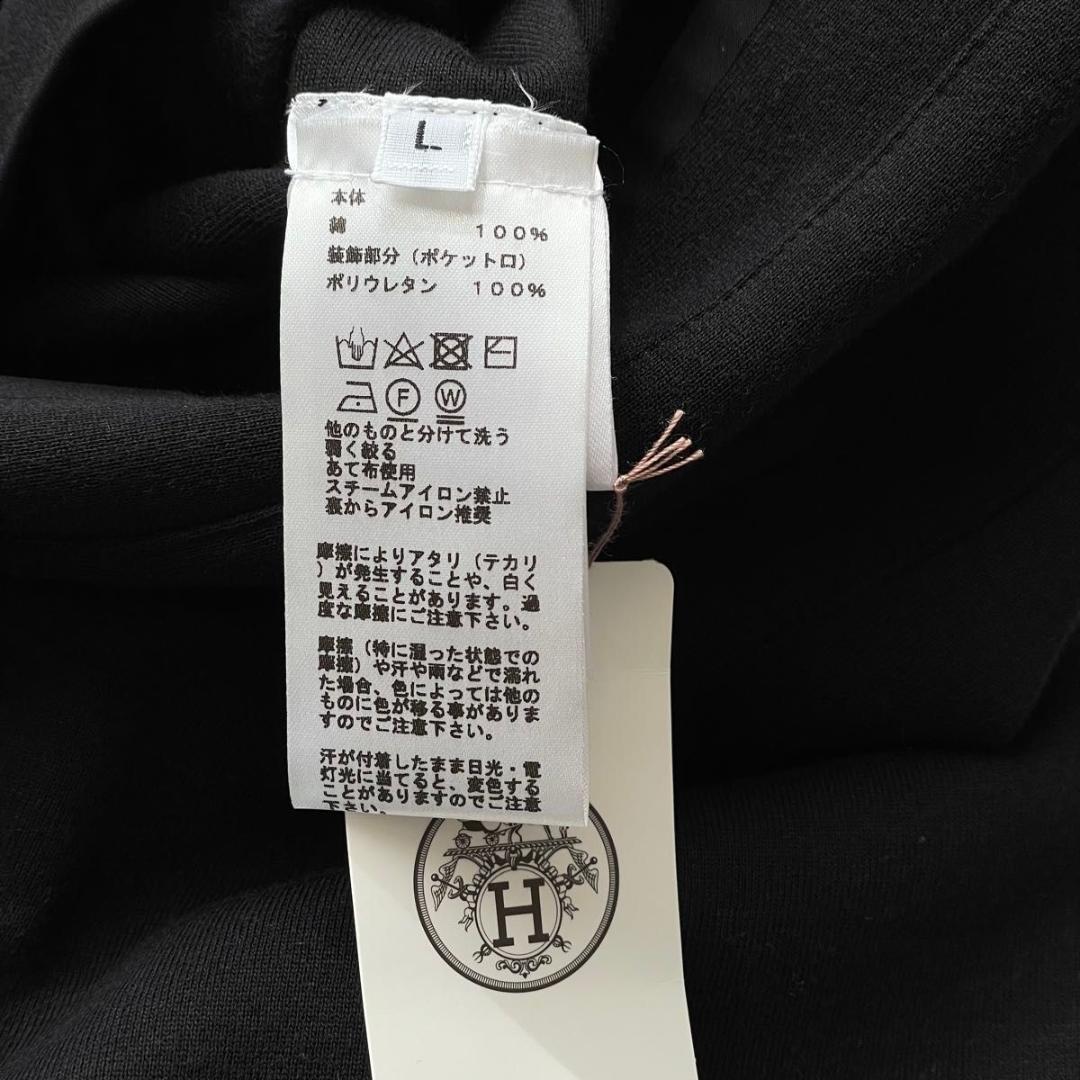 L
本体
綿 100%
装飾部分（ポケット口）
ポリウレタン 100%
F W
他のものと分けて洗う
弱く絞る
あて布使用
スチームアイロン禁止
裏からアイロン推奨
摩擦によりアタリ（テカリ
）が発生することや、白く
見えることがあります。過
度な摩擦にご注意下さい。
摩擦（特に湿った状態での
摩擦）や汗や雨などで濡れ
た場合、色によっては他の
ものに色が移る事がありま
すのでご注意下さい。
汗が付着したまま日光・電
灯光に当てると、変色する
ことがありますのでご注意
下さい。
H